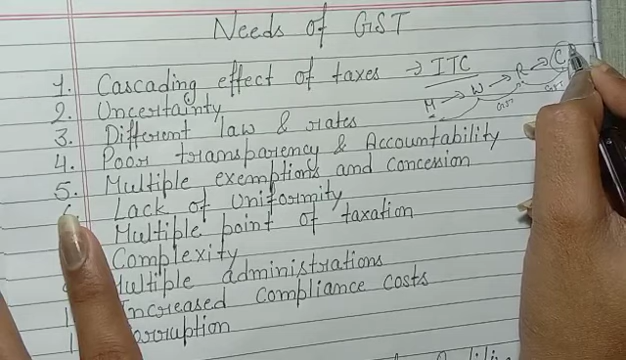 Needs of GST
1. Cascading effect of taxes → ITC
M → W → R → C
2. Uncertainty
3. Different law & rates
4. Poor transparency & Accountability
5. Multiple exemptions and concession
Lack of Uniformity
Multiple point of taxation
Complexity
Multiple administrations
Increased compliance costs
Corruption